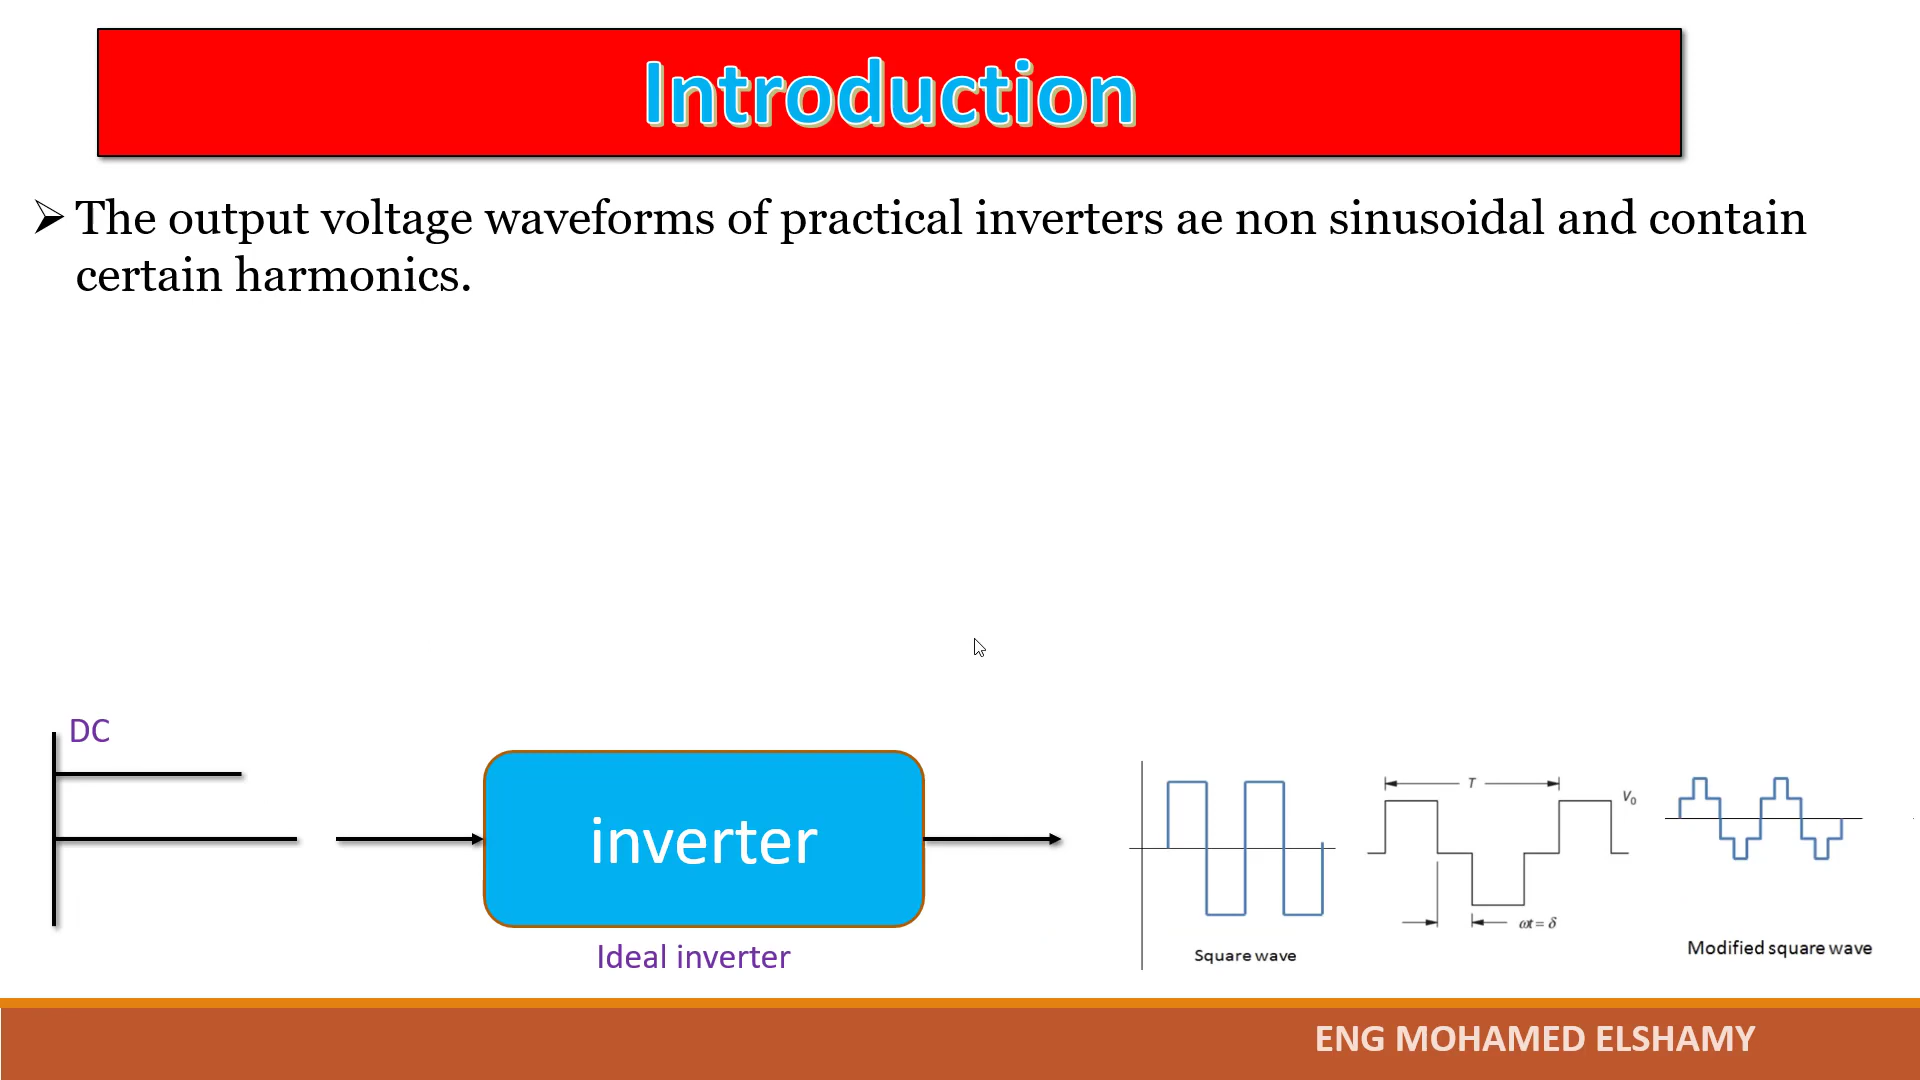 Introduction
➢ The output voltage waveforms of practical inverters ae non sinusoidal and contain
certain harmonics.
DC
inverter
Ideal inverter
Square wave
T
V₀
ωt = δ
Modified square wave
ENG MOHAMED ELSHAMY